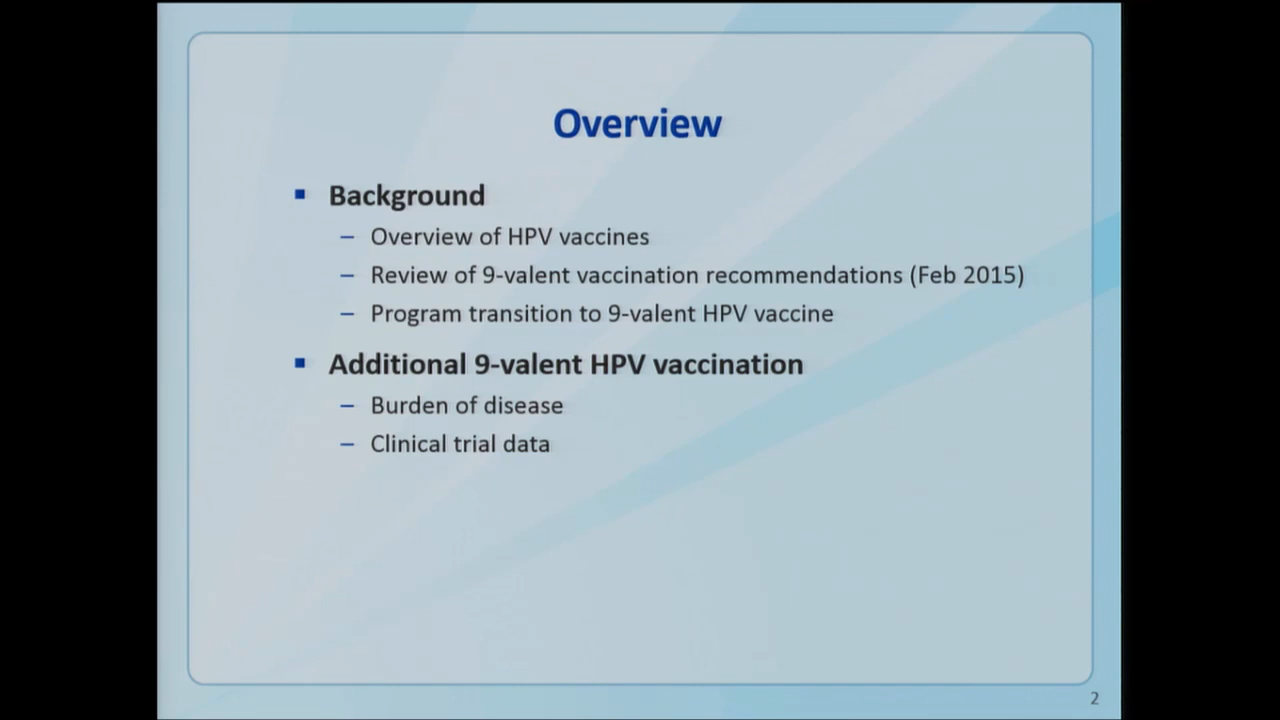 Overview
Background
– Overview of HPV vaccines
– Review of 9-valent vaccination recommendations (Feb 2015)
– Program transition to 9-valent HPV vaccine
Additional 9-valent HPV vaccination
– Burden of disease
– Clinical trial data
2